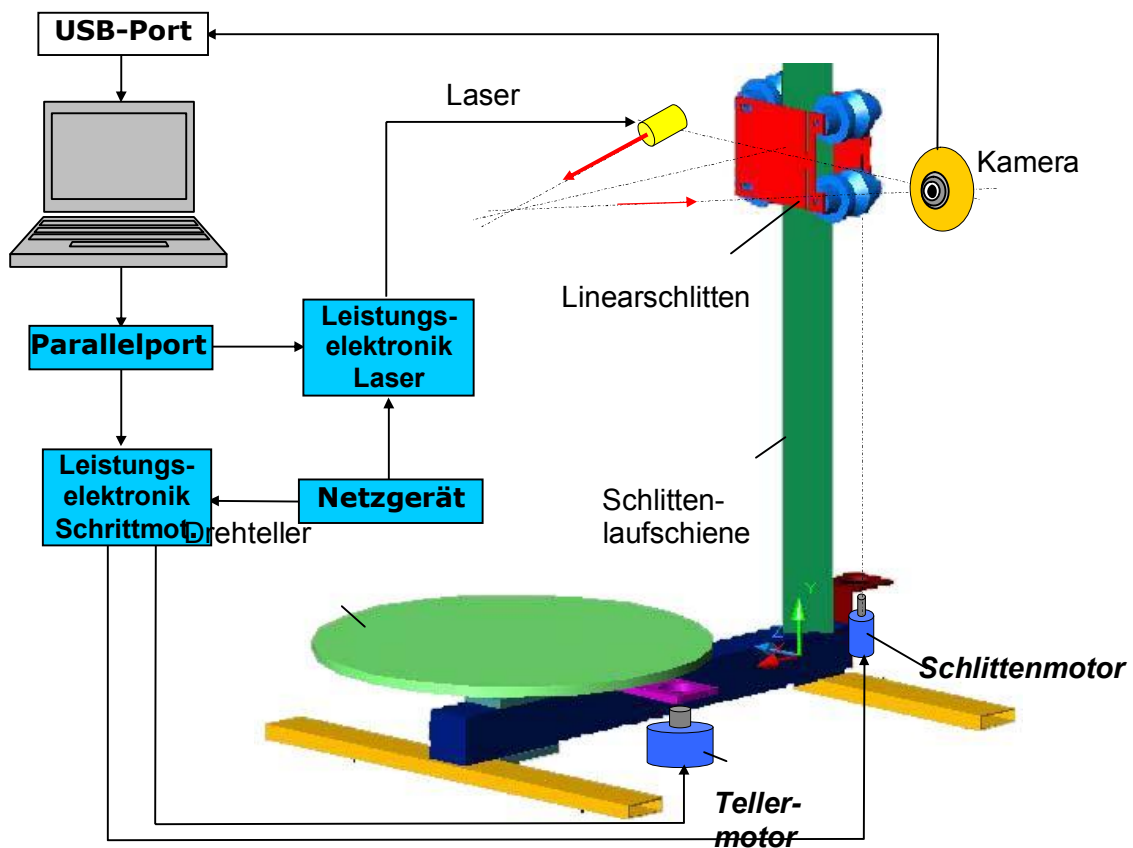 USB-Port
Laser
Kamera
Linearschlitten
Parallelport
Leistungs-
elektronik
Laser
Leistungs-
elektronik
Schrittmot.
Netzgerät
Drehteller
Schlitten-
laufschiene
Y
Z
Schlittenmotor
Teller-
motor